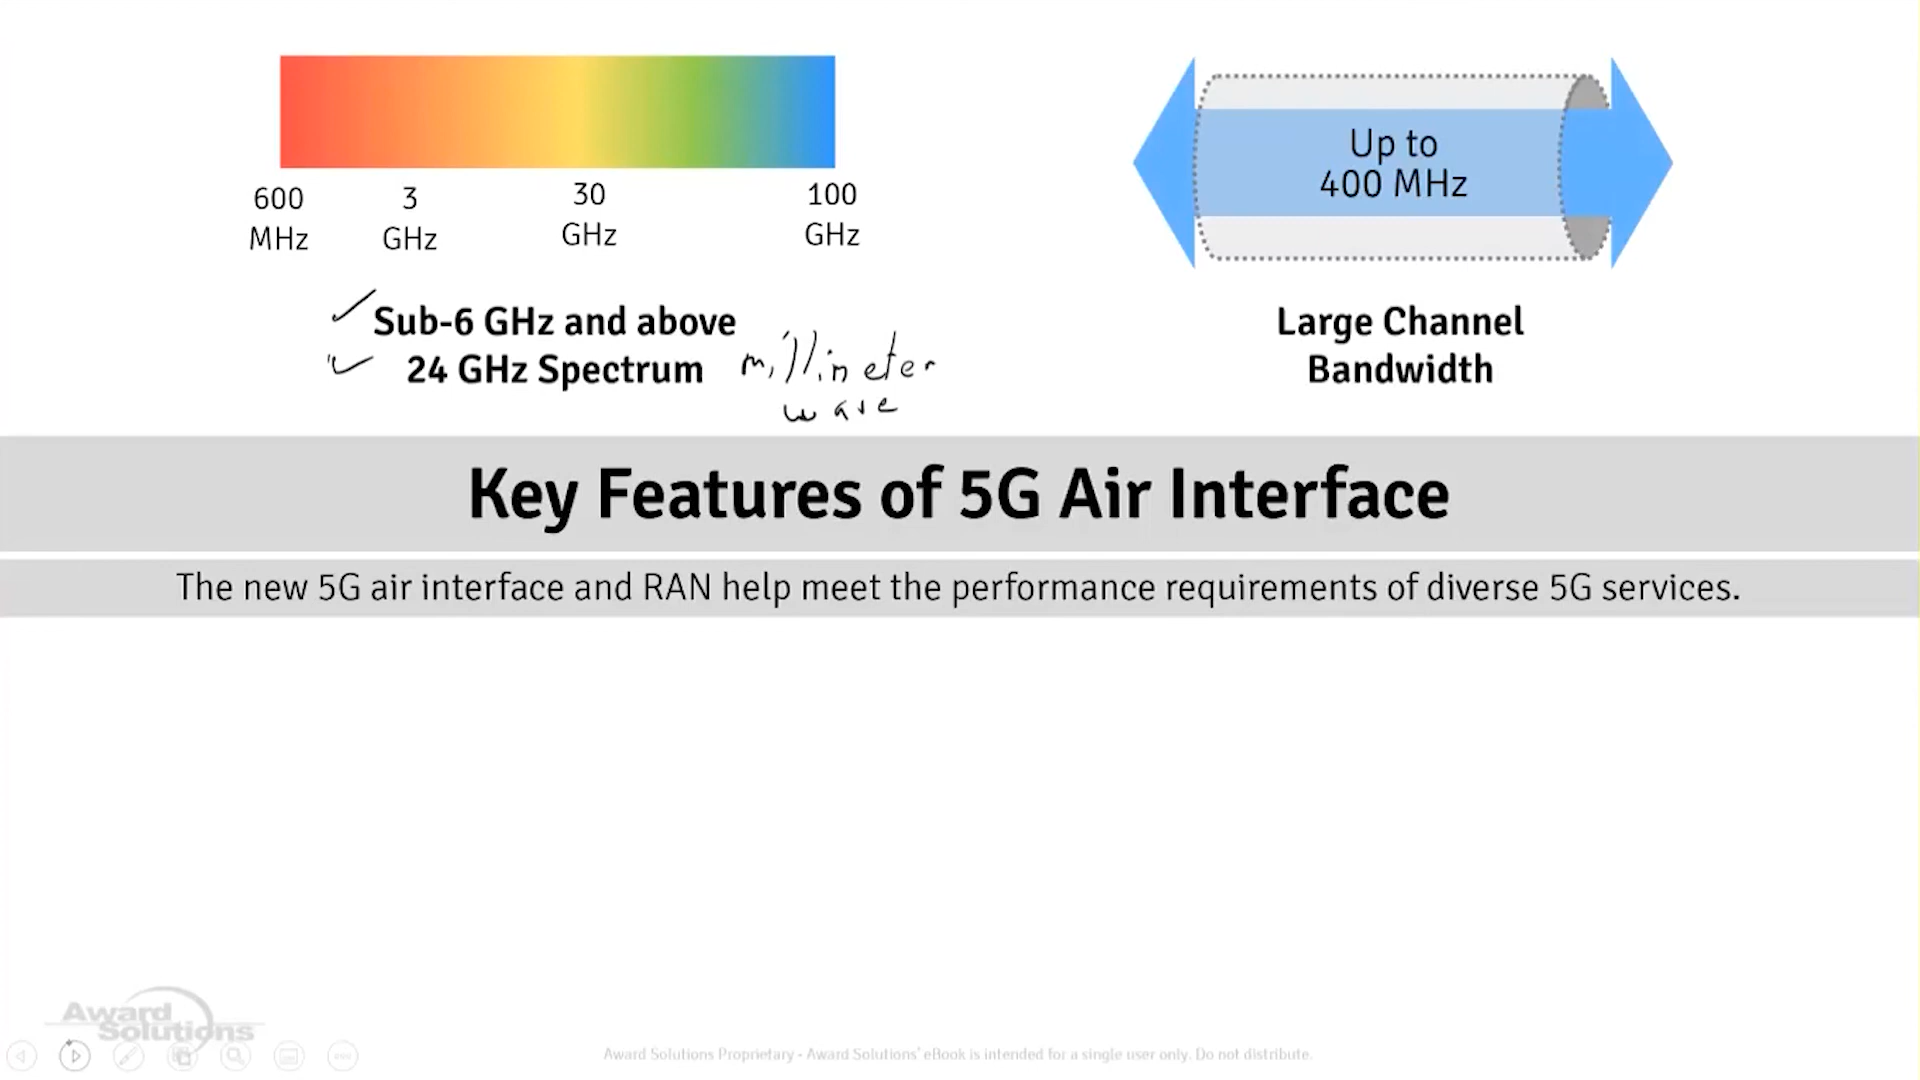 600 MHz
3 GHz
30 GHz
100 GHz
Up to
400 MHz
Sub-6 GHz and above
24 GHz Spectrum
millimeter
wave
Large Channel
Bandwidth
Key Features of 5G Air Interface
The new 5G air interface and RAN help meet the performance requirements of diverse 5G services.
Award
Solutions
Award Solutions Proprietary - Award Solutions' eBook is intended for a single user only. Do not distribute.